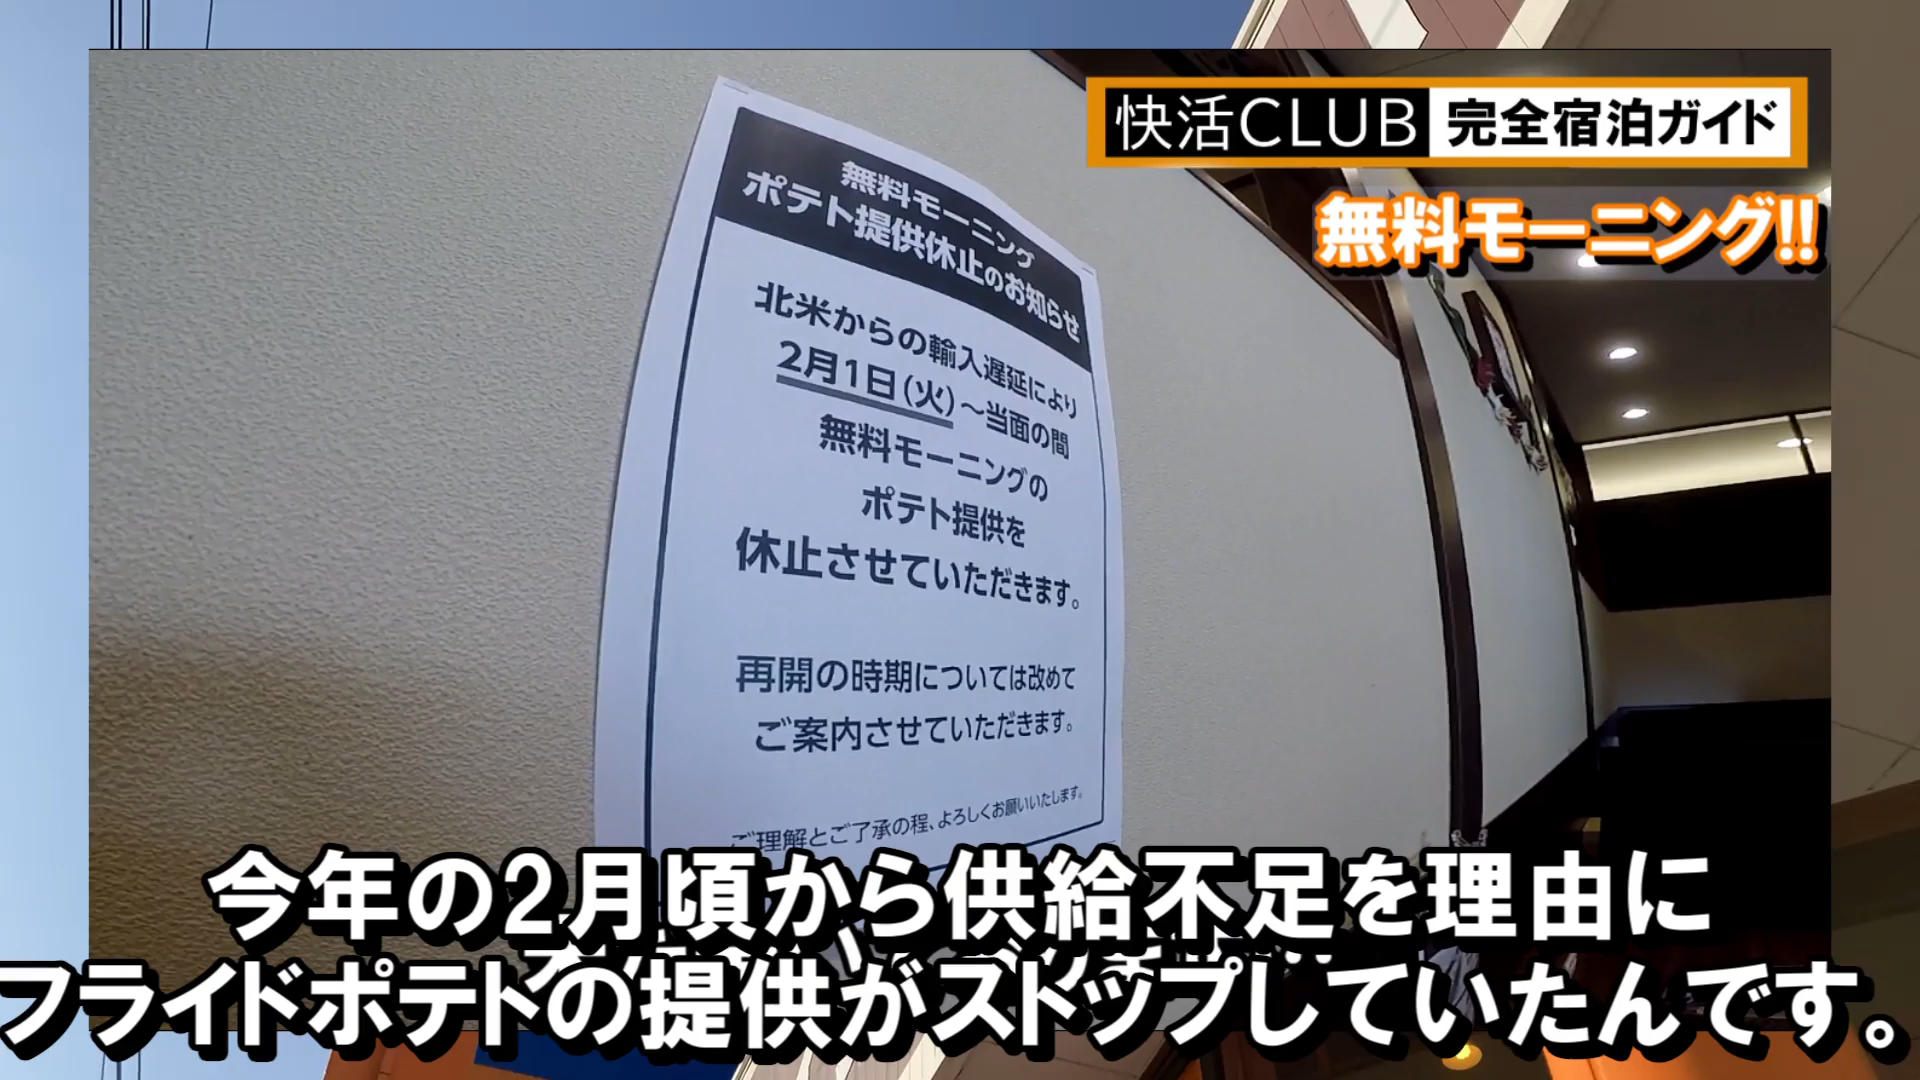 快活CLUB 完全宿泊ガイド
無料モーニング!!
無料モーニング
ポテト提供休止のお知らせ
北米からの輸入遅延により
2月1日(火)～当面の間
無料モーニングの
ポテト提供を
休止させていただきます。
再開の時期については改めて
ご案内させていただきます。
ご理解とご了承の程、よろしくお願いいたします。
今年の2月頃から供給不足を理由に
フライドポテトの提供がストップしていたんです。